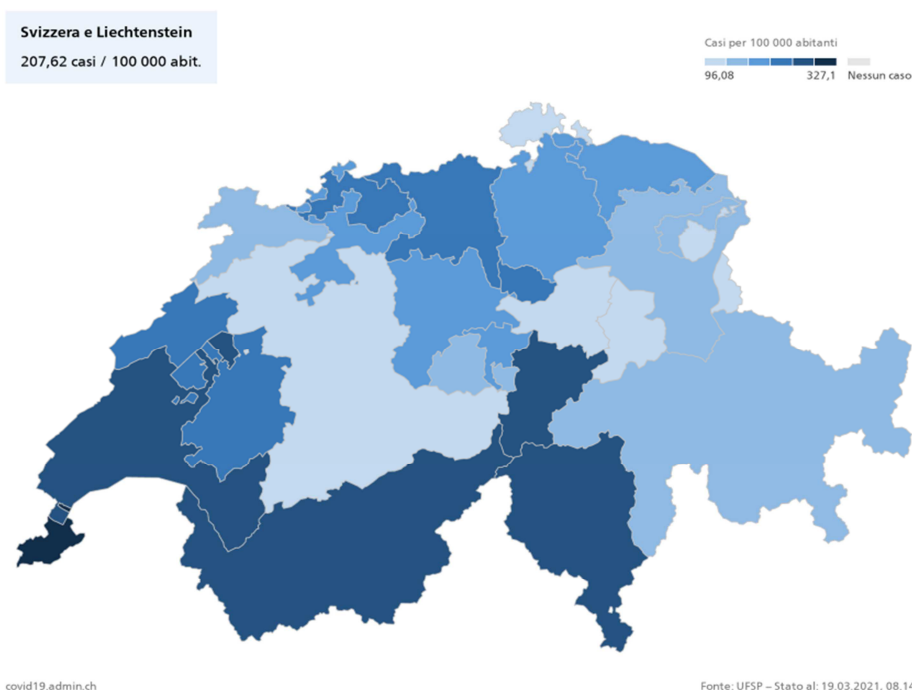 Svizzera e Liechtenstein
207,62 casi / 100 000 abit.
Casi per 100 000 abitanti
96,08 327,1 Nessun caso
covid19.admin.ch
Fonte: UFSP – Stato al: 19.03.2021, 08.14